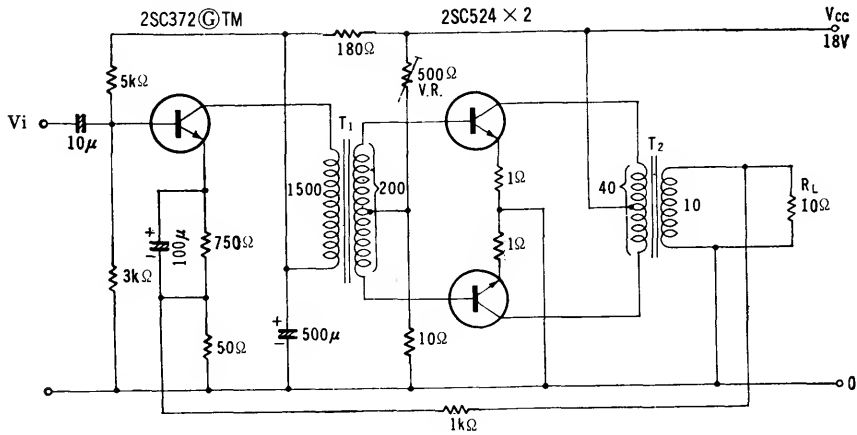 2SC372ⒼTM
2SC524 × 2
Vcc
18V
180Ω
5kΩ
500Ω
V.R.
Vi
10μ
T1
T2
1500
200
1Ω
40
10
RL
10Ω
1Ω
+
-
100μ
750Ω
3kΩ
50Ω
+
-
500μ
10Ω
0
1kΩ